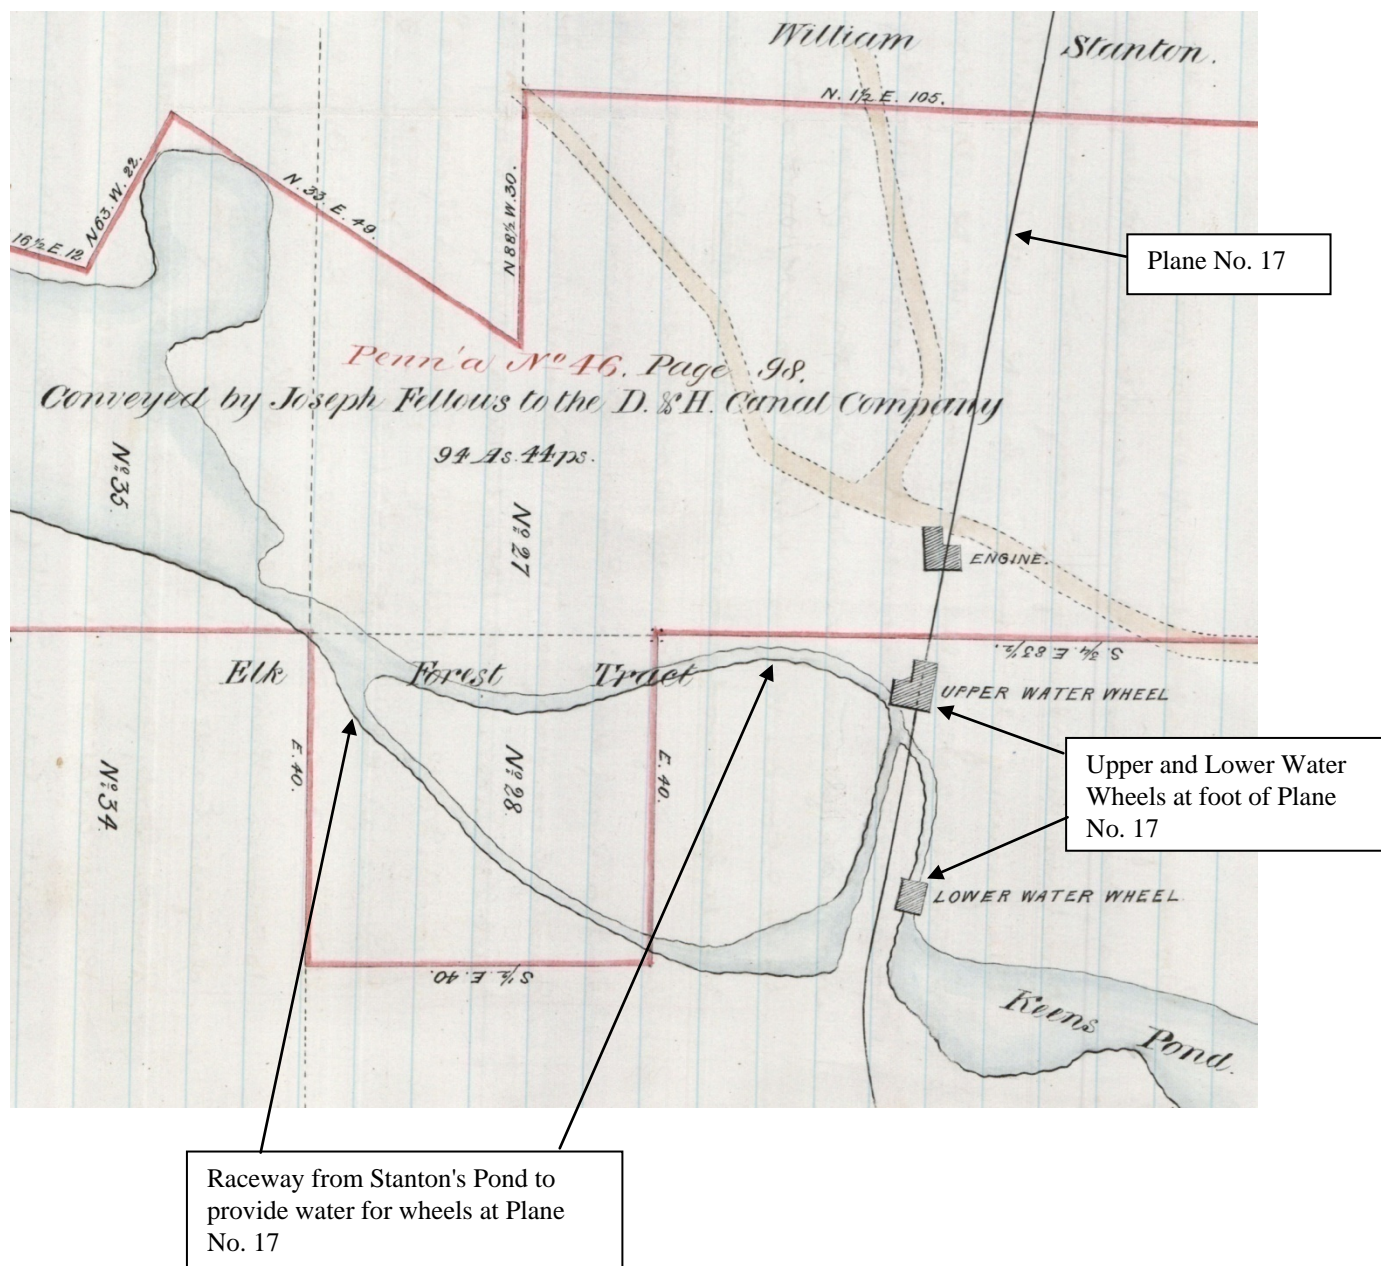 William Stanton.
N. 1½ E. 105.
N 63. W. 22.
N. 33. E. 49.
N 88½ W. 30.
16½ E. 12
Plane No. 17
Penn'a No 46. Page 98.
Conveyed by Joseph Fellows to the D. & H. Canal Company
94 As. 44 ps.
No 35.
No 27
ENGINE.
S. ¾ E. 83½.
Elk Forest Tract
UPPER WATER WHEEL
E. 40.
No 28.
E. 40.
No 34.
Upper and Lower Water
Wheels at foot of Plane
No. 17
LOWER WATER WHEEL.
S ½ E. 40.
Keens Pond.
Raceway from Stanton's Pond to
provide water for wheels at Plane
No. 17